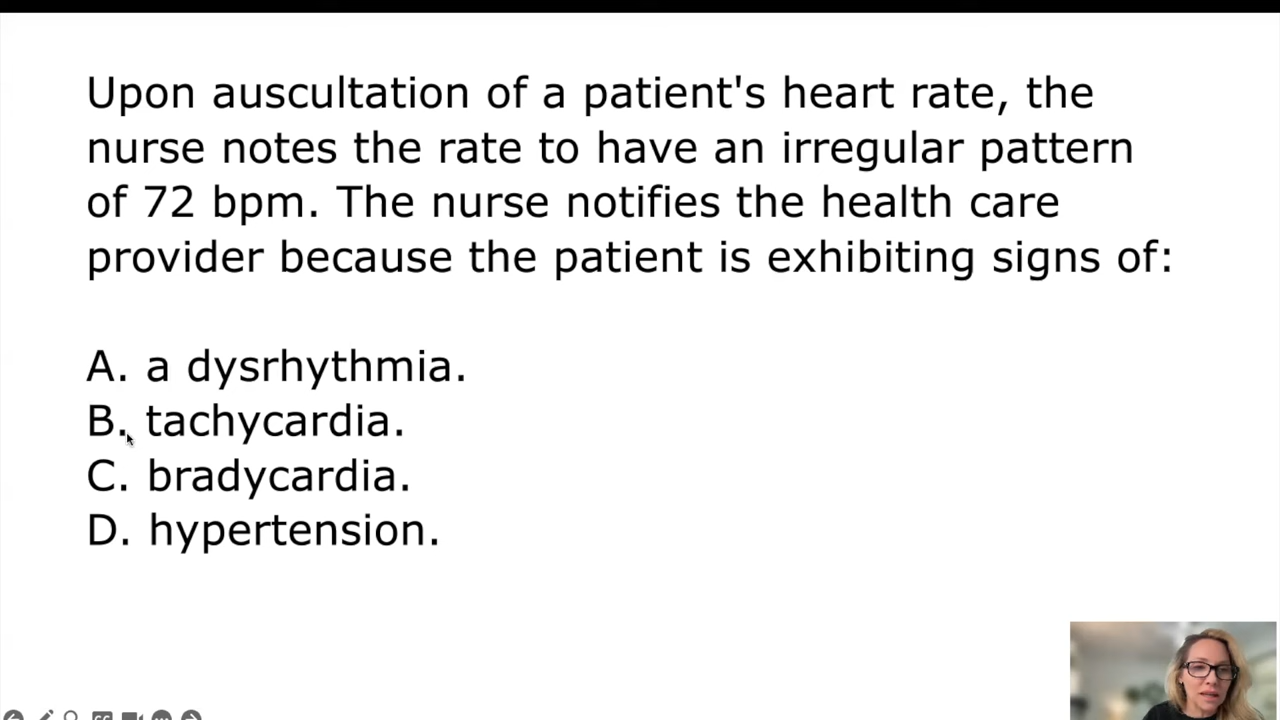 Upon auscultation of a patient's heart rate, the
nurse notes the rate to have an irregular pattern
of 72 bpm. The nurse notifies the health care
provider because the patient is exhibiting signs of:
A. a dysrhythmia.
B. tachycardia.
C. bradycardia.
D. hypertension.
CC